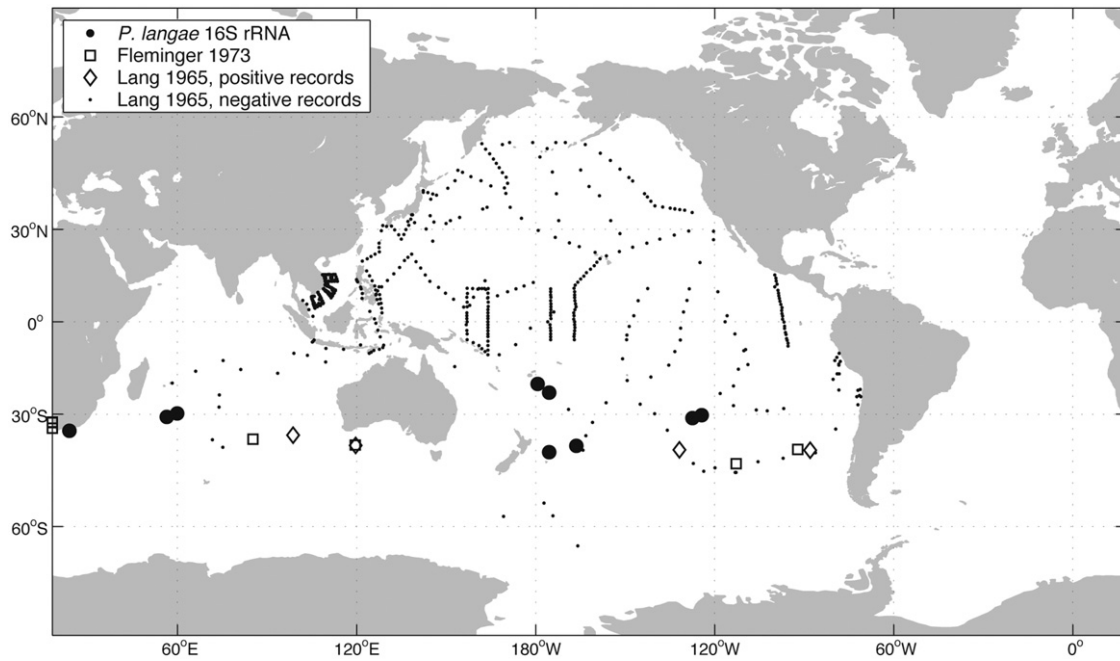 P. langae 16S rRNA
Fleminger 1973
Lang 1965, positive records
Lang 1965, negative records
60°N
30°N
0°
30°S
60°S
60°E
120°E
180°W
120°W
60°W
0°